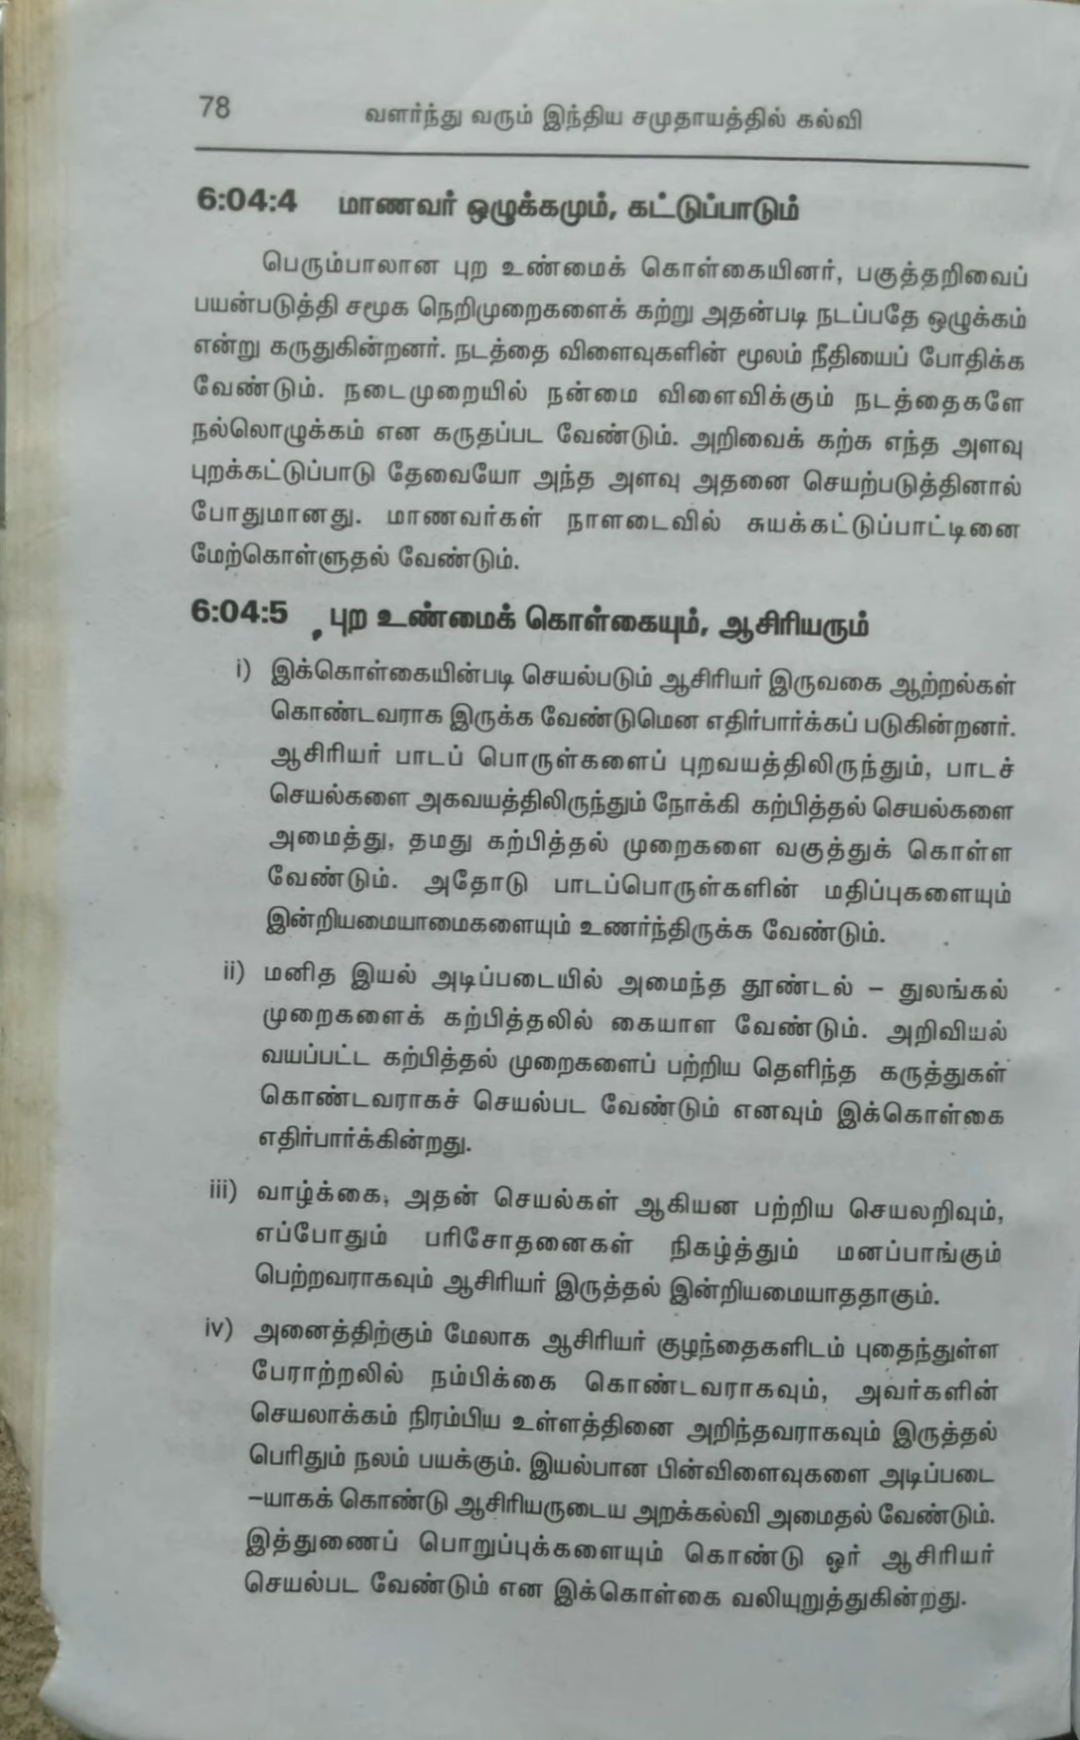 78 வளர்ந்து வரும் இந்திய சமுதாயத்தில் கல்வி
6:04:4 மாணவர் ஒழுக்கமும், கட்டுப்பாடும்
பெரும்பாலான புற உண்மைக் கொள்கையினர், பகுத்தறிவைப்
பயன்படுத்தி சமூக நெறிமுறைகளைக் கற்று அதன்படி நடப்பதே ஒழுக்கம்
என்று கருதுகின்றனர். நடத்தை விளைவுகளின் மூலம் நீதியைப் போதிக்க
வேண்டும். நடைமுறையில் நன்மை விளைவிக்கும் நடத்தைகளே
நல்லொழுக்கம் என கருதப்பட வேண்டும். அறிவைக் கற்க எந்த அளவு
புறக்கட்டுப்பாடு தேவையோ அந்த அளவு அதனை செயற்படுத்தினால்
போதுமானது. மாணவர்கள் நாளடைவில் சுயக்கட்டுப்பாட்டினை
மேற்கொள்ளுதல் வேண்டும்.
6:04:5 புற உண்மைக் கொள்கையும், ஆசிரியரும்
i) இக்கொள்கையின்படி செயல்படும் ஆசிரியர் இருவகை ஆற்றல்கள்
கொண்டவராக இருக்க வேண்டுமென எதிர்பார்க்கப் படுகின்றனர்.
ஆசிரியர் பாடப் பொருள்களைப் புறவயத்திலிருந்தும், பாடச்
செயல்களை அகவயத்திலிருந்தும் நோக்கி கற்பித்தல் செயல்களை
அமைத்து, தமது கற்பித்தல் முறைகளை வகுத்துக் கொள்ள
வேண்டும். அதோடு பாடப்பொருள்களின் மதிப்புகளையும்
இன்றியமையாமைகளையும் உணர்ந்திருக்க வேண்டும்.
ii) மனித இயல் அடிப்படையில் அமைந்த தூண்டல் – துலங்கல்
முறைகளைக் கற்பித்தலில் கையாள வேண்டும். அறிவியல்
வயப்பட்ட கற்பித்தல் முறைகளைப் பற்றிய தெளிந்த கருத்துகள்
கொண்டவராகச் செயல்பட வேண்டும் எனவும் இக்கொள்கை
எதிர்பார்க்கின்றது.
iii) வாழ்க்கை, அதன் செயல்கள் ஆகியன பற்றிய செயலறிவும்,
எப்போதும் பரிசோதனைகள் நிகழ்த்தும் மனப்பாங்கும்
பெற்றவராகவும் ஆசிரியர் இருத்தல் இன்றியமையாததாகும்.
iv) அனைத்திற்கும் மேலாக ஆசிரியர் குழந்தைகளிடம் புதைந்துள்ள
பேராற்றலில் நம்பிக்கை கொண்டவராகவும், அவர்களின்
செயலாக்கம் நிரம்பிய உள்ளத்தினை அறிந்தவராகவும் இருத்தல்
பெரிதும் நலம் பயக்கும். இயல்பான பின்விளைவுகளை அடிப்படை
–யாகக் கொண்டு ஆசிரியருடைய அறக்கல்வி அமைதல் வேண்டும்.
இத்துணைப் பொறுப்புக்களையும் கொண்டு ஓர் ஆசிரியர்
செயல்பட வேண்டும் என இக்கொள்கை வலியுறுத்துகின்றது.